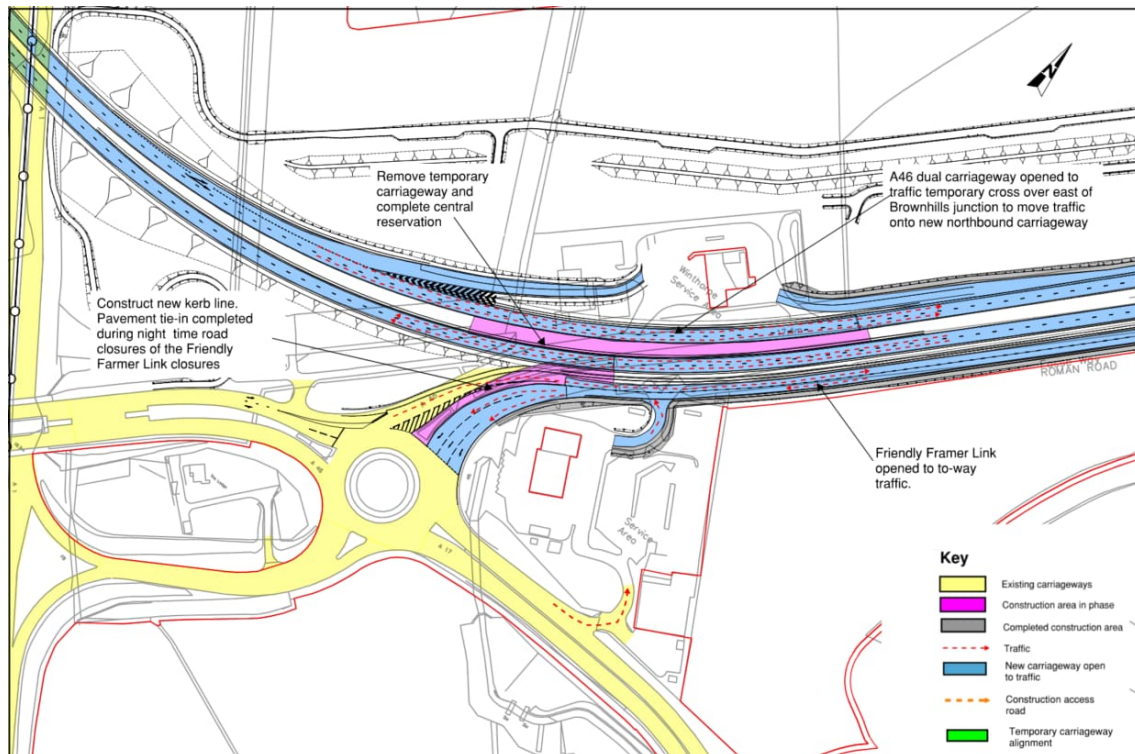 A 1
N
Remove temporary
carriageway and
complete central
reservation
A46 dual carriageway opened to
traffic temporary cross over east of
Brownhills junction to move traffic
onto new northbound carriageway
Winthorpe
Service Area
Construct new kerb line.
Pavement tie-in completed
during night time road
closures of the Friendly
Farmer Link closures
ROMAN ROAD
Friendly Framer Link
opened to to-way
traffic.
A 46
A 1
Service
Area
A 17
Key
Existing carriageways
Construction area in phase
Completed construction area
Traffic
New carriageway open
to traffic
Construction access
road
Temporary carriageway
alignment